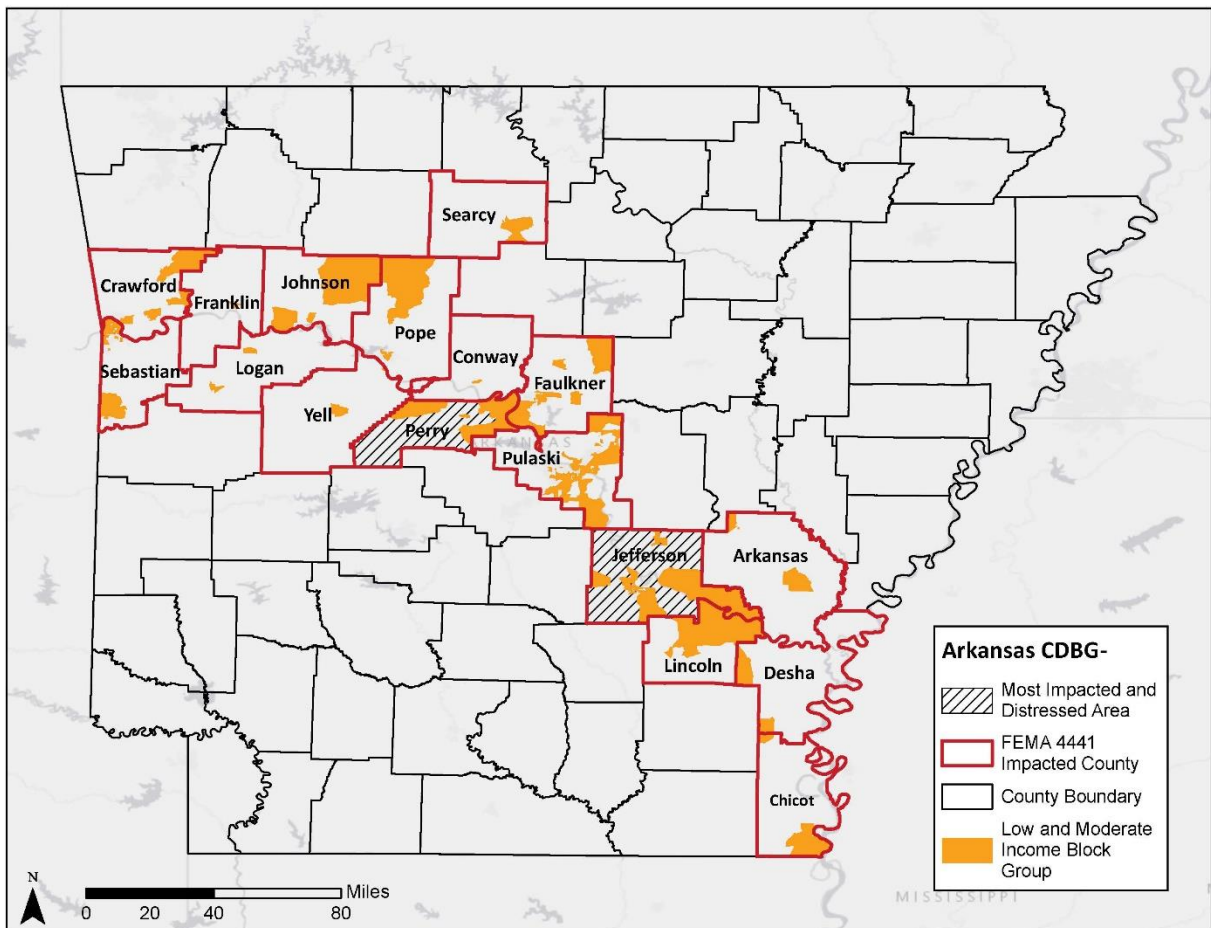 Searcy
Crawford
Johnson
Franklin
Pope
Conway
Sebastian
Logan
Faulkner
Yell
Perry
ARKANSAS
Pulaski
Jefferson
Arkansas
Lincoln
Desha
Chicot
Arkansas CDBG-
Most Impacted and
Distressed Area
FEMA 4441
Impacted County
County Boundary
Low and Moderate
Income Block
Group
MISSISSIPPI
N
Miles
0 20 40 80